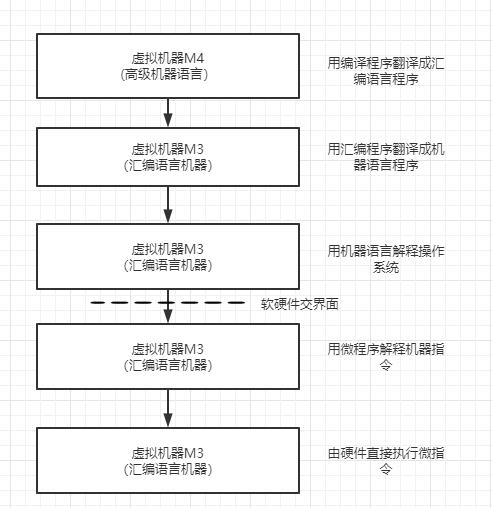 虚拟机器M4
(高级机器语言)
用编译程序翻译成汇
编语言程序
虚拟机器M3
(汇编语言机器)
用汇编程序翻译成机
器语言程序
虚拟机器M3
(汇编语言机器)
用机器语言解释操作
系统
软硬件交界面
虚拟机器M3
(汇编语言机器)
用微程序解释机器指
令
虚拟机器M3
(汇编语言机器)
由硬件直接执行微指
令